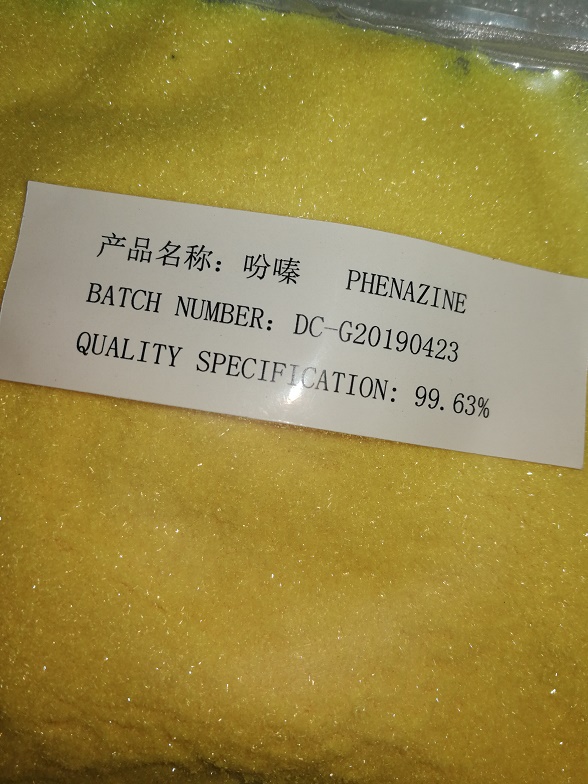 产品名称：吩嗪 PHENAZINE
BATCH NUMBER: DC-G20190423
QUALITY SPECIFICATION: 99.63%